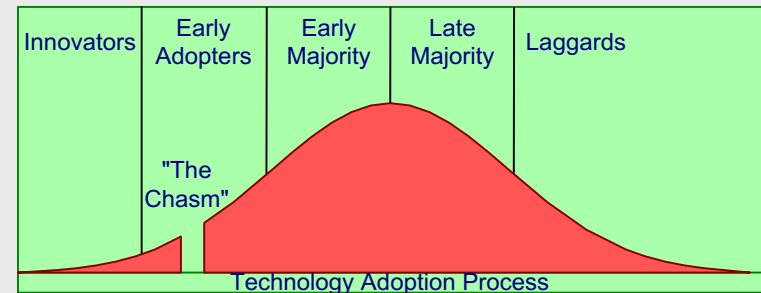 Innovators
Early
Adopters
Early
Majority
Late
Majority
Laggards
"The
Chasm"
Technology Adoption Process